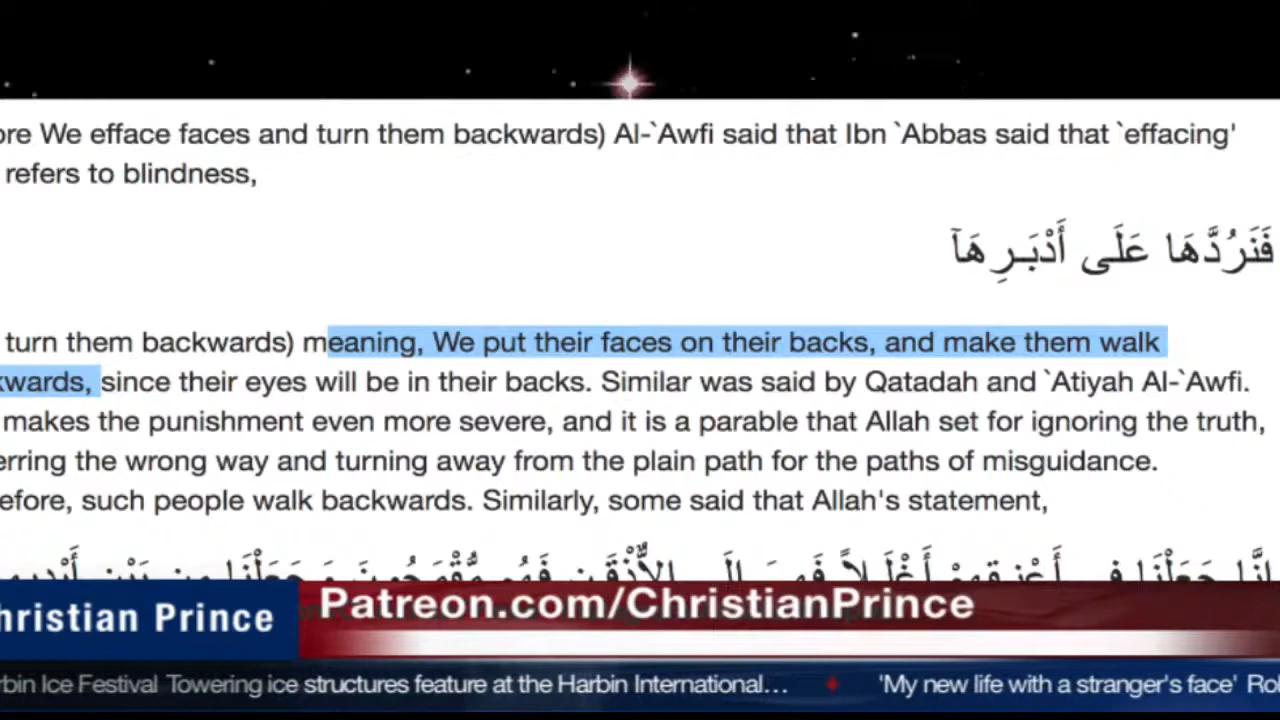 ore We efface faces and turn them backwards) Al-`Awfi said that Ibn `Abbas said that `effacing'
refers to blindness,
فَنَرُدَّهَا عَلَى أَدْبَـرِهَآ
turn them backwards) meaning, We put their faces on their backs, and make them walk
kwards, since their eyes will be in their backs. Similar was said by Qatadah and `Atiyah Al-`Awfi.
makes the punishment even more severe, and it is a parable that Allah set for ignoring the truth,
erring the wrong way and turning away from the plain path for the paths of misguidance.
efore, such people walk backwards. Similarly, some said that Allah's statement,
hristian Prince
Patreon.com/ChristianPrince
rbin Ice Festival Towering ice structures feature at the Harbin International... 'My new life with a stranger's face' Rol